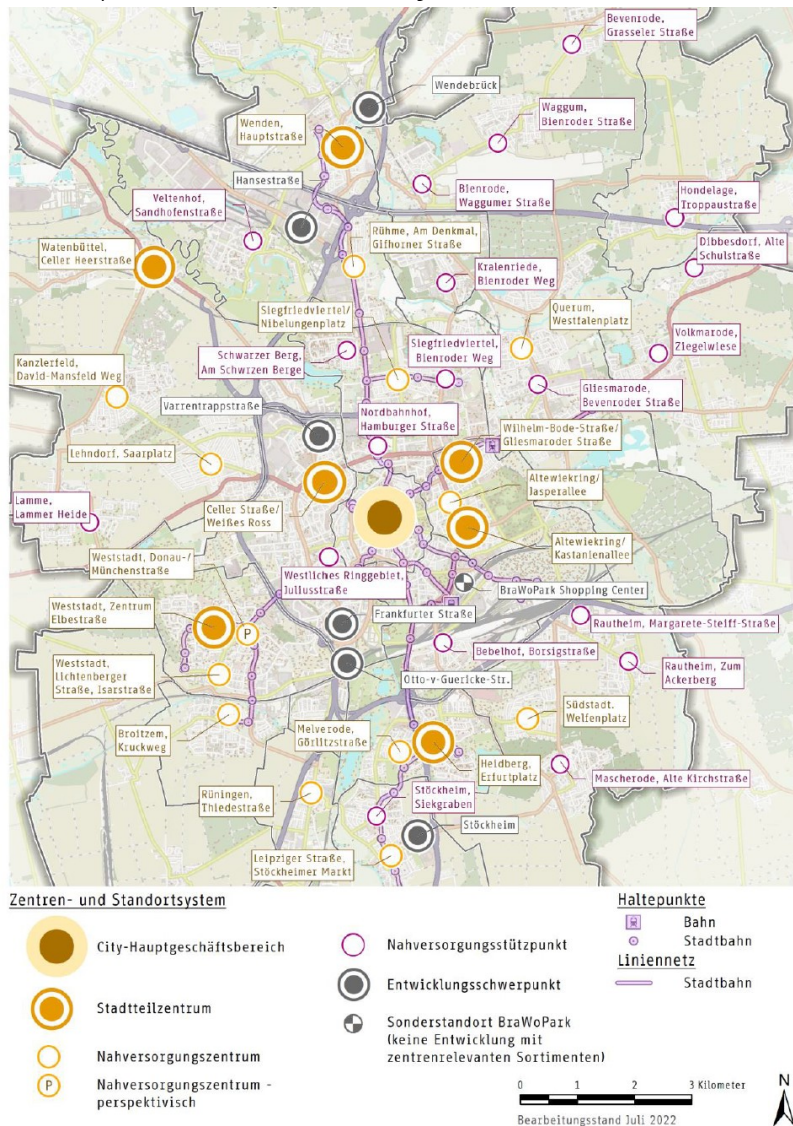 Bevenrode,
Grasseler Straße
Wendebrück
Waggum,
Bienroder Straße
Wenden,
Hauptstraße
Hansestraße
Bienrode,
Waggumer Straße
Veltenhof,
Sandhofenstraße
Hondelage,
Troppaustraße
Rühme, Am Denkmal,
Gifhorner Straße
Watenbüttel,
Celler Heerstraße
Dibbesdorf, Alte
Schulstraße
Kralenriede,
Bienroder Weg
Siegfriedviertel/
Nibelungenplatz
Querum,
Westfalenplatz
Schwarzer Berg,
Am Schwrzen Berge
Siegfriedviertel,
Bienroder Weg
Volkmarode,
Ziegelwiese
Kanzlerfeld,
David-Mansfeld Weg
Gliesmarode,
Bevenroder Straße
Varrentrappstraße
Nordbahnhof,
Hamburger Straße
Wilhelm-Bode-Straße/
Gliesmaroder Straße
Lehndorf, Saarplatz
Altewiekring/
Jasperallee
Lamme,
Lammer Heide
Celler Straße/
Weißes Ross
Altewiekring/
Kastanienallee
Weststadt, Donau-/
Münchenstraße
Westliches Ringgebiet,
Juliusstraße
BraWoPark Shopping Center
Weststadt, Zentrum
Elbestraße
P
Frankfurter Straße
Rautheim, Margarete-Steiff-Straße
Bebelhof, Borsigstraße
Rautheim, Zum
Ackerberg
Weststadt,
Lichtenberger
Straße, Isarstraße
Otto-v-Guericke-Str.
Südstadt,
Welfenplatz
Broitzem,
Kruckweg
Melverode,
Görlitzstraße
Heidberg,
Erfurtplatz
Mascherode, Alte Kirchstraße
Rüningen,
Thiedestraße
Stöckheim,
Siekgraben
Stöckheim
Leipziger Straße,
Stöckheimer Markt
Zentren- und Standortsystem
City-Hauptgeschäftsbereich
Stadtteilzentrum
Nahversorgungszentrum
P
Nahversorgungszentrum -
perspektivisch
Nahversorgungsstützpunkt
Entwicklungsschwerpunkt
Sonderstandort BraWoPark
(keine Entwicklung mit
zentrenrelevanten Sortimenten)
Haltepunkte
Bahn
Stadtbahn
Liniennetz
Stadtbahn
0 1 2 3 Kilometer
Bearbeitungsstand Juli 2022
N